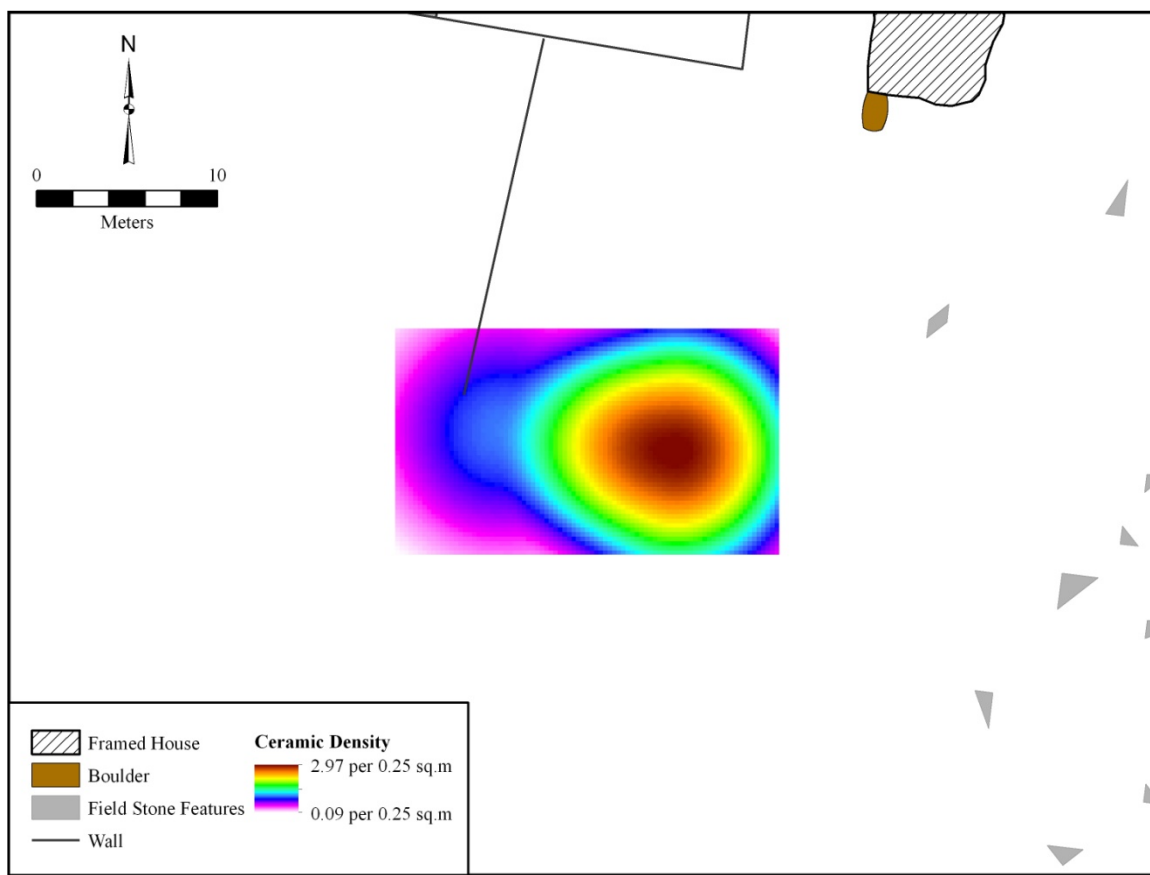 N
0 10
Meters
Framed House
Boulder
Field Stone Features
Wall
Ceramic Density
2.97 per 0.25 sq.m
0.09 per 0.25 sq.m